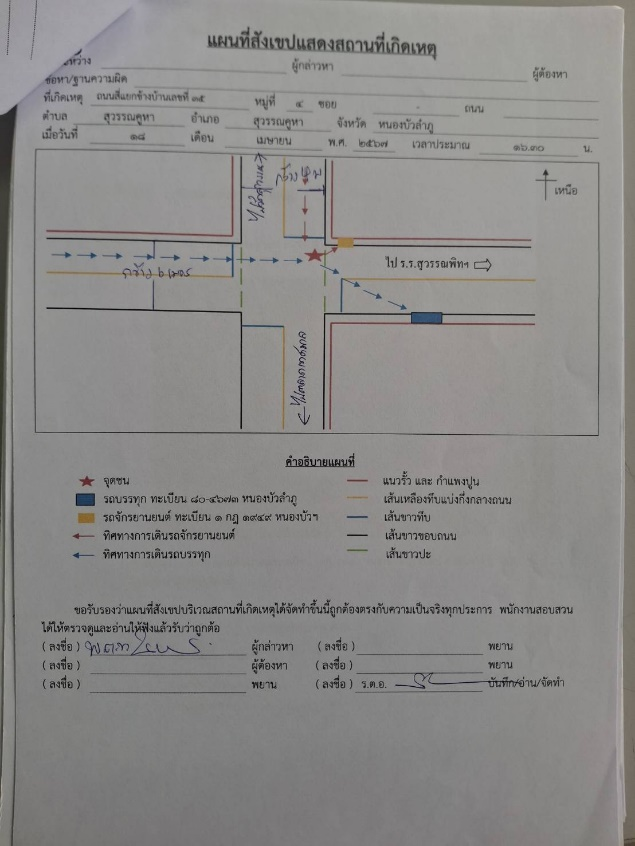 แผนที่สังเขปแสดงสถานที่เกิดเหตุ
ผู้กล่าวหา
ข้อหา/ฐานความผิด ผู้ต้องหา
ที่เกิดเหตุ ถนนสี่แยกข้างบ้านเลขที่ ๓๕ หมู่ที่ ๔ ซอย - ถนน
ตำบล สุวรรณคูหา อำเภอ สุวรรณคูหา จังหวัด หนองบัวลำภู
เมื่อวันที่ ๑๘ เดือน เมษายน พ.ศ. ๒๕๖๗ เวลาประมาณ ๑๖.๓๐ น.
เหนือ
ไป ร.ร.สุวรรณพิทฯ
กว้าง ๖ เมตร
คำอธิบายแผนที่
จุดชน
รถบรรทุก ทะเบียน ๘๐-๔๖๗๓ หนองบัวลำภู
รถจักรยานยนต์ ทะเบียน ๑ กฎ ๑๙๔๙ หนองบัวฯ
ทิศทางการเดินรถจักรยานยนต์
ทิศทางการเดินรถบรรทุก
แนวรั้ว และ กำแพงปูน
เส้นเหลืองทึบแบ่งกึ่งกลางถนน
เส้นขาวทึบ
เส้นขาวขอบถนน
เส้นขาวปะ
ขอรับรองว่าแผนที่สังเขปบริเวณสถานที่เกิดเหตุได้จัดทำขึ้นนี้ถูกต้องตรงกับความเป็นจริงทุกประการ พนักงานสอบสวน
ได้ให้ตรวจดูและอ่านให้ฟังแล้วรับว่าถูกต้อ
( ลงชื่อ ) ผู้กล่าวหา ( ลงชื่อ ) พยาน
( ลงชื่อ ) ผู้ต้องหา ( ลงชื่อ ) พยาน
( ลงชื่อ ) พยาน ( ลงชื่อ ) ร.ต.อ. บันทึก/อ่าน/จัดทำ